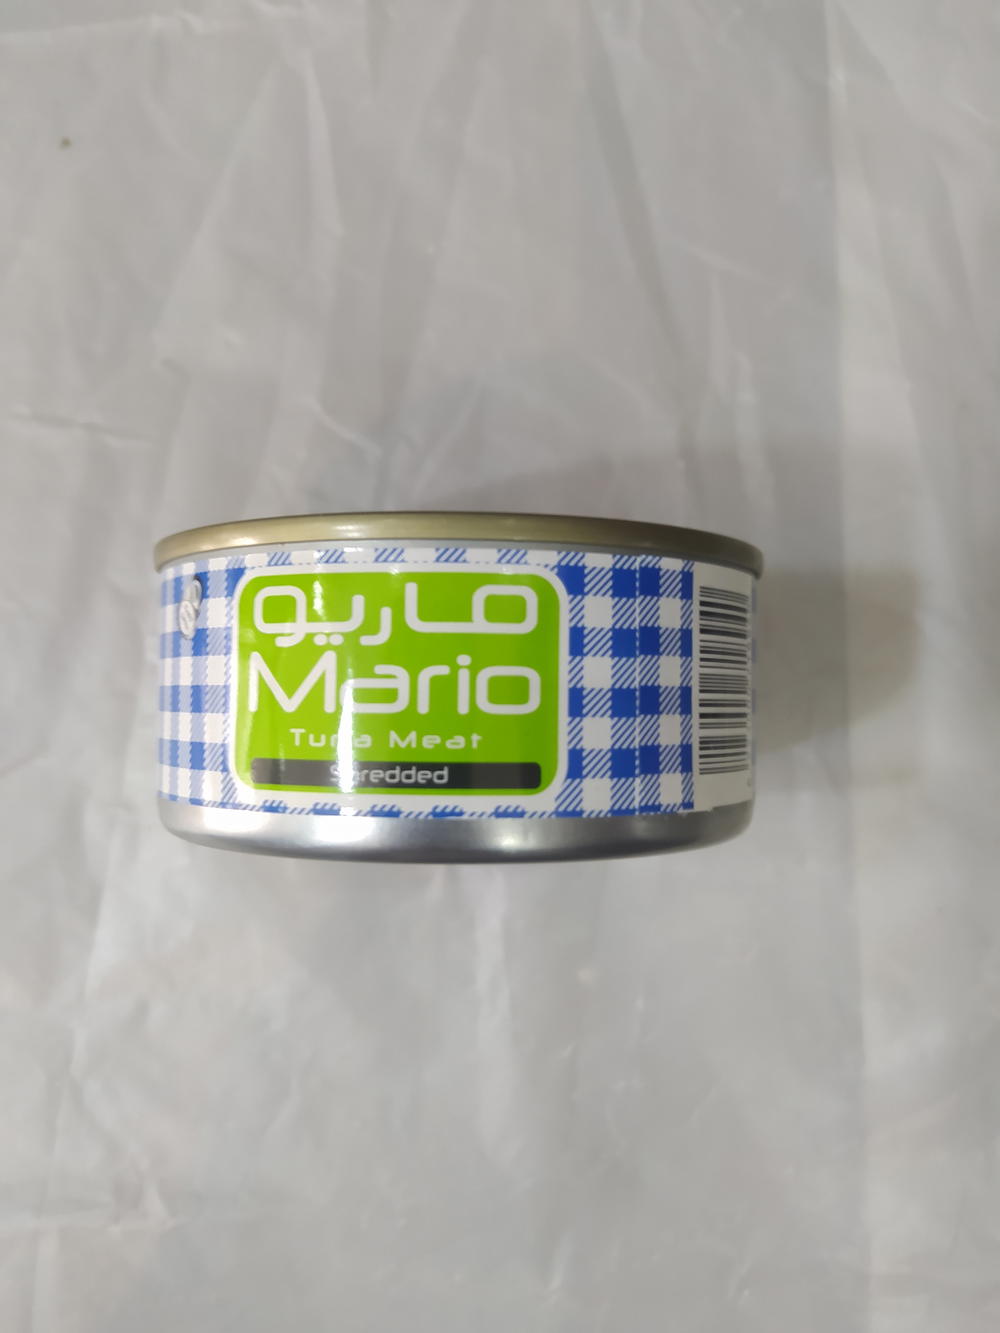 ماريو
Mario
Tuna Meat
Shredded